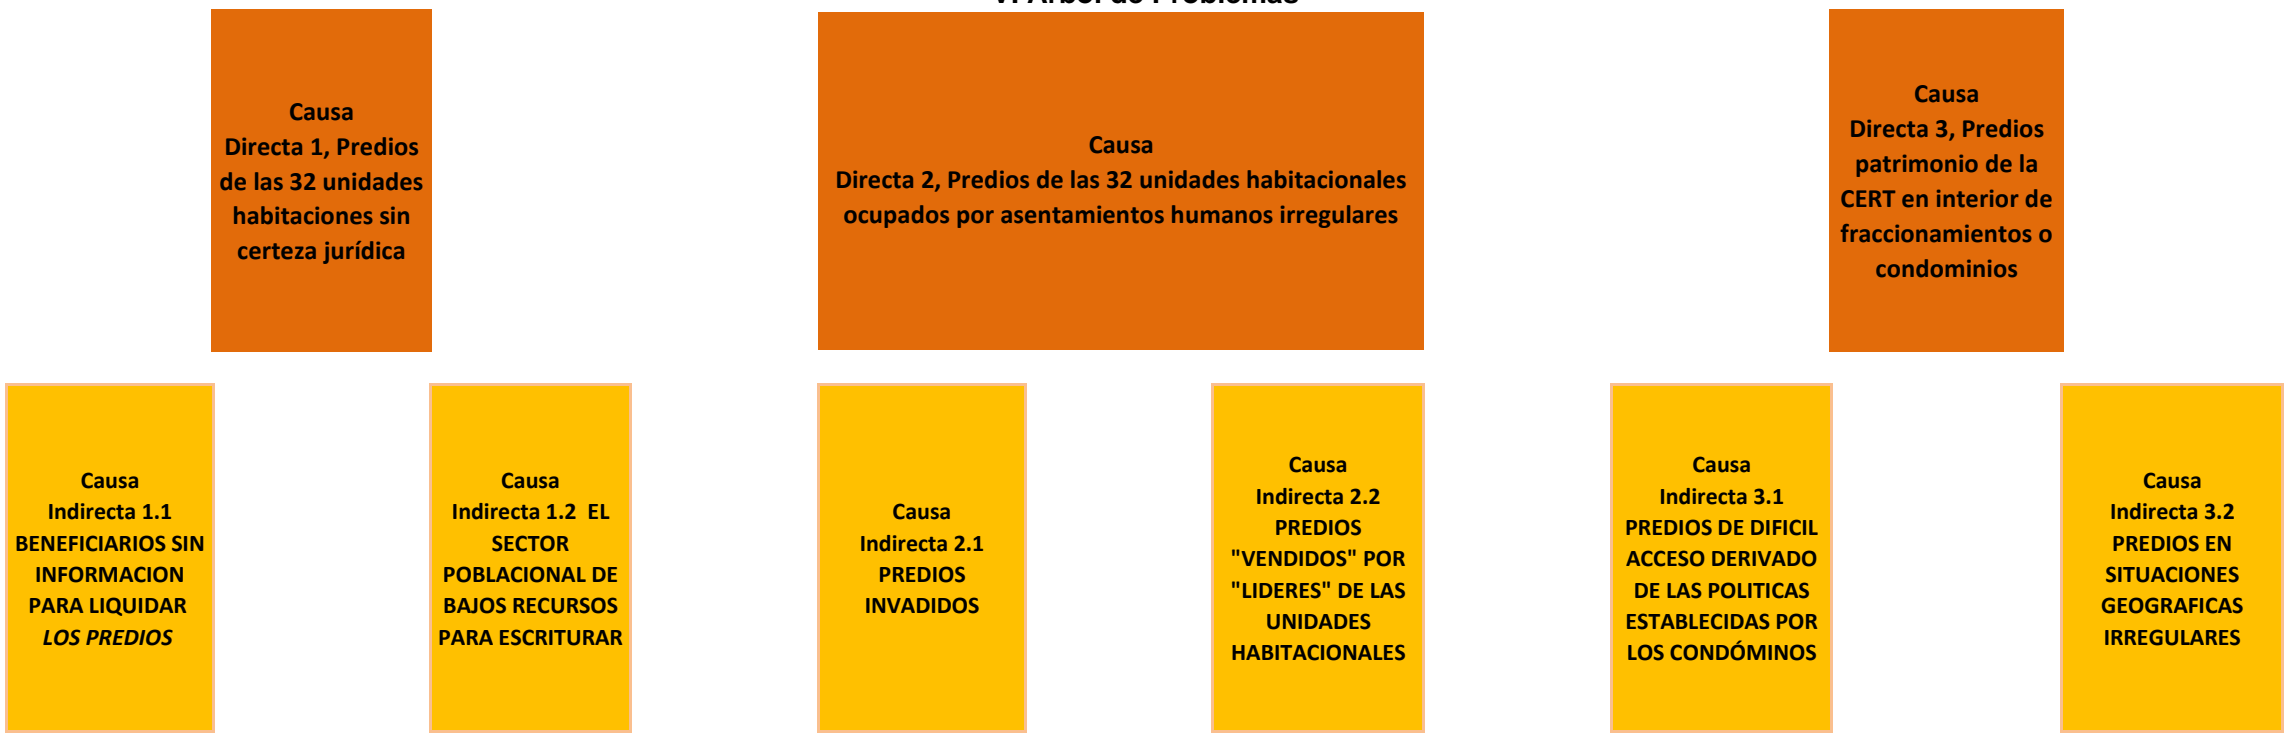 Causa
Directa 1, Predios
de las 32 unidades
habitaciones sin
certeza jurídica
Causa
Directa 2, Predios de las 32 unidades habitacionales
ocupados por asentamientos humanos irregulares
Causa
Directa 3, Predios
patrimonio de la
CERT en interior de
fraccionamientos o
condominios
Causa
Indirecta 1.1
BENEFICIARIOS SIN
INFORMACION
PARA LIQUIDAR
LOS PREDIOS
Causa
Indirecta 1.2 EL
SECTOR
POBLACIONAL DE
BAJOS RECURSOS
PARA ESCRITURAR
Causa
Indirecta 2.1
PREDIOS
INVADIDOS
Causa
Indirecta 2.2
PREDIOS
"VENDIDOS" POR
"LIDERES" DE LAS
UNIDADES
HABITACIONALES
Causa
Indirecta 3.1
PREDIOS DE DIFICIL
ACCESO DERIVADO
DE LAS POLITICAS
ESTABLECIDAS POR
LOS CONDÓMINOS
Causa
Indirecta 3.2
PREDIOS EN
SITUACIONES
GEOGRAFICAS
IRREGULARES